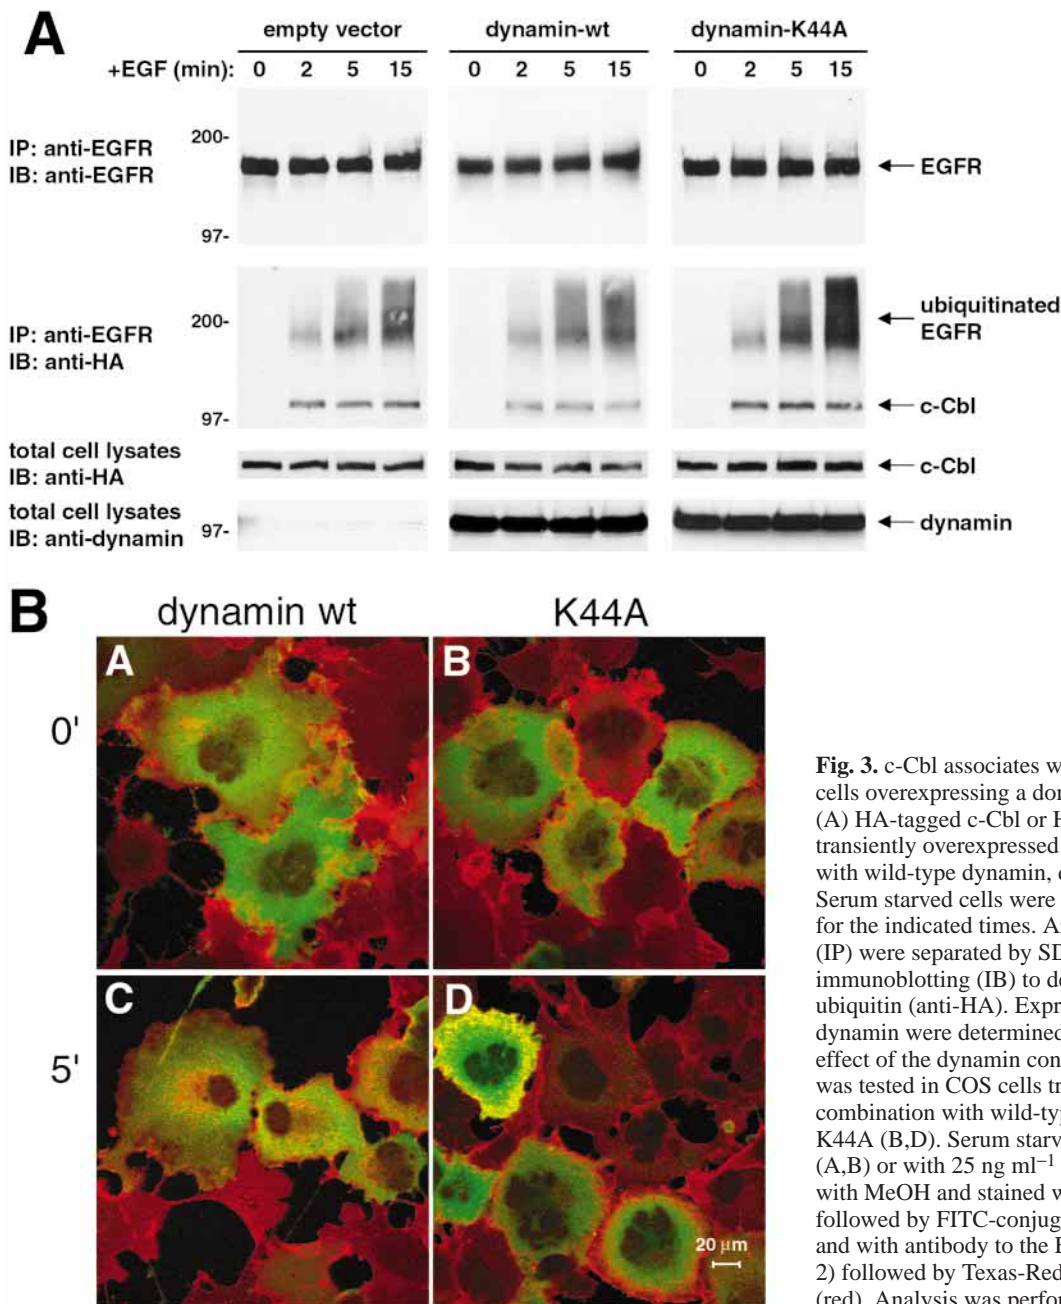 A
empty vector
dynamin-wt
dynamin-K44A
+EGF (min):
0 2 5 15
0 2 5 15
0 2 5 15
IP: anti-EGFR
IB: anti-EGFR
200-
97-
EGFR
IP: anti-EGFR
IB: anti-HA
200-
97-
ubiquitinated
EGFR
c-Cbl
total cell lysates
IB: anti-HA
c-Cbl
total cell lysates
IB: anti-dynamin
97-
dynamin
B
dynamin wt
K44A
0'
5'
A
B
C
D
20 µm
Fig. 3. c-Cbl associates w
cells overexpressing a dor
(A) HA-tagged c-Cbl or H
transiently overexpressed
with wild-type dynamin, 
Serum starved cells were
for the indicated times. A
(IP) were separated by SD
immunoblotting (IB) to de
ubiquitin (anti-HA). Expr
dynamin were determined
effect of the dynamin con
was tested in COS cells tr
combination with wild-typ
K44A (B,D). Serum starv
(A,B) or with 25 ng ml−1
with MeOH and stained w
followed by FITC-conjug
and with antibody to the E
2) followed by Texas-Red
(red). Analysis was perfor